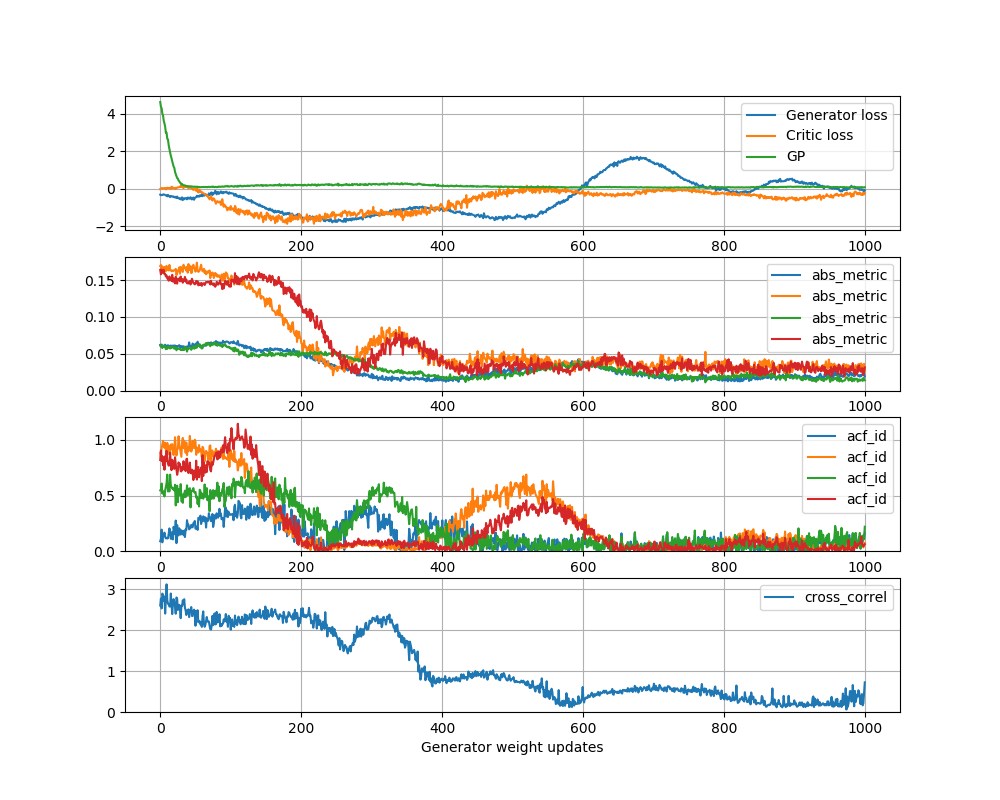 4
2
0
−2
Generator loss
Critic loss
GP
0 200 400 600 800 1000
0.15
0.10
0.05
0.00
abs_metric
abs_metric
abs_metric
abs_metric
0 200 400 600 800 1000
1.0
0.5
0.0
acf_id
acf_id
acf_id
acf_id
0 200 400 600 800 1000
3
2
1
0
cross_correl
0 200 400 600 800 1000
Generator weight updates